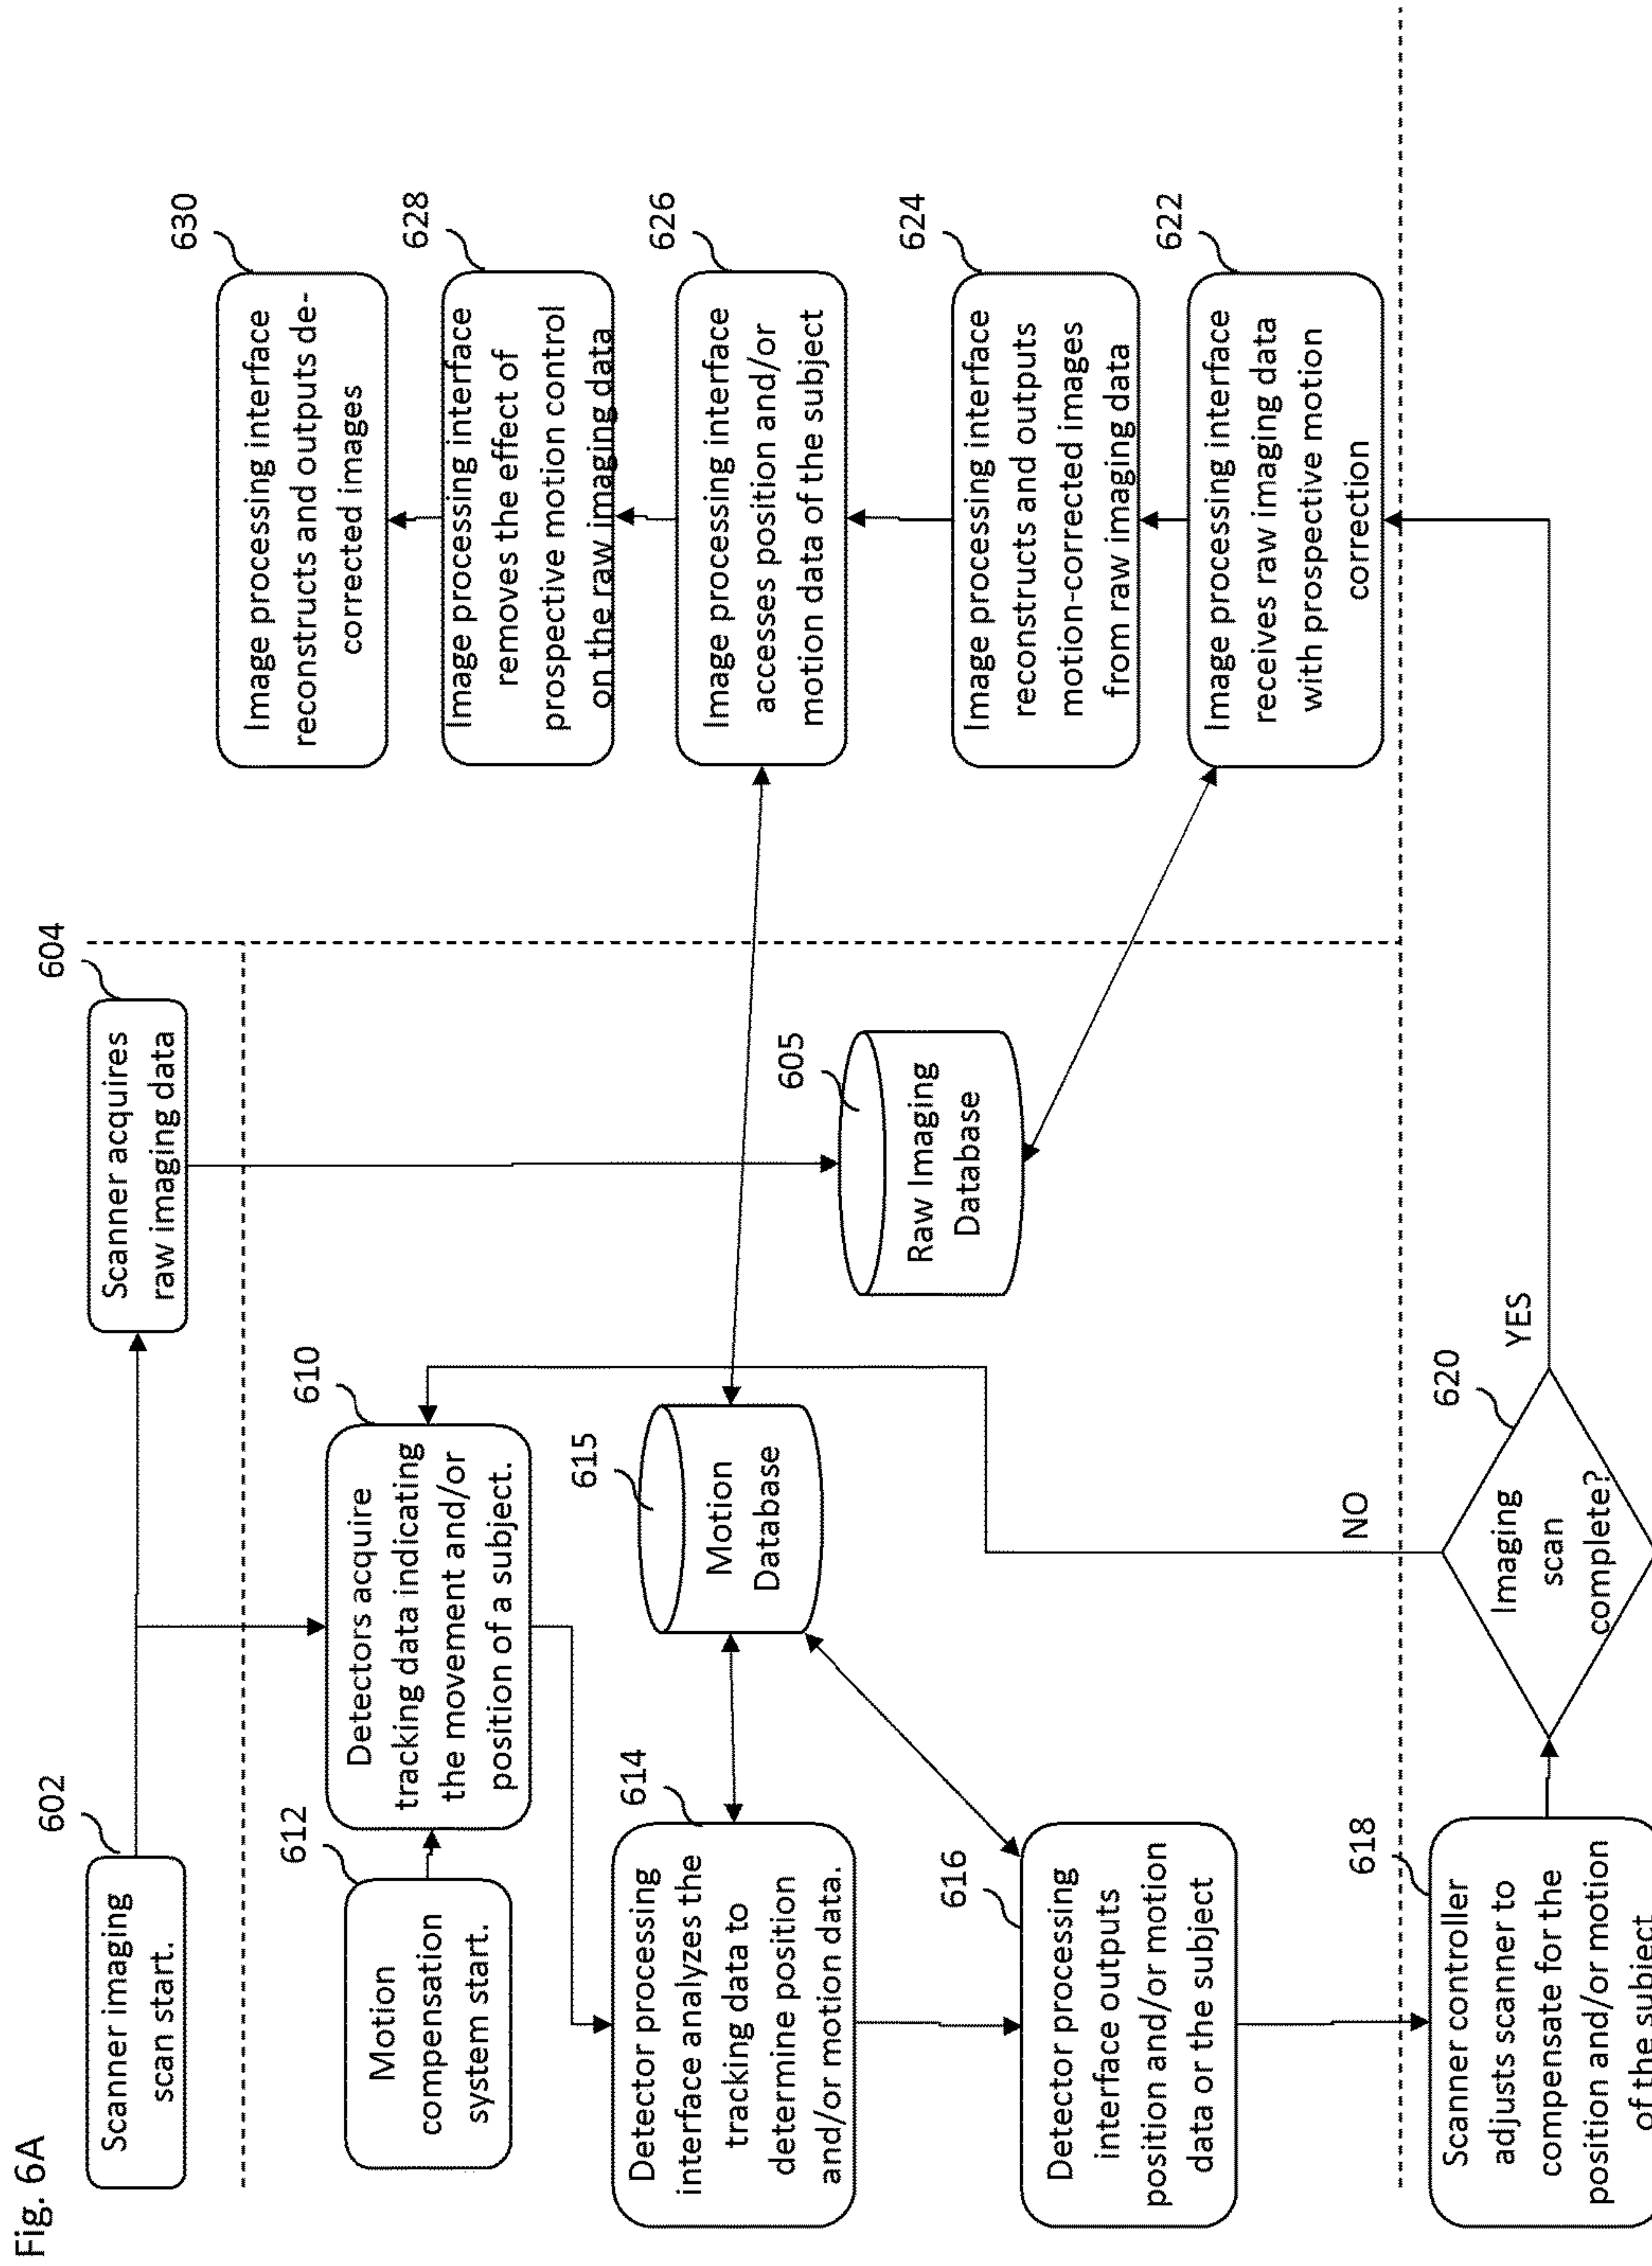 Fig. 6A
602
Scanner imaging
scan start.
604
Scanner acquires
raw imaging data
612
Motion
compensation
system start.
610
Detectors acquire
tracking data indicating
the movement and/or
position of a subject.
614
Detector processing
interface analyzes the
tracking data to
determine position
and/or motion data.
615
Motion
Database
605
Raw Imaging
Database
616
Detector processing
interface outputs
position and/or motion
data or the subject
618
Scanner controller
adjusts scanner to
compensate for the
position and/or motion
of the subject
620
Imaging
scan
complete?
NO
YES
630
Image processing interface
reconstructs and outputs de-
corrected images
628
Image processing interface
removes the effect of
prospective motion control
on the raw imaging data
626
Image processing interface
accesses position and/or
motion data of the subject
624
Image processing interface
reconstructs and outputs
motion-corrected images
from raw imaging data
622
Image processing interface
receives raw imaging data
with prospective motion
correction